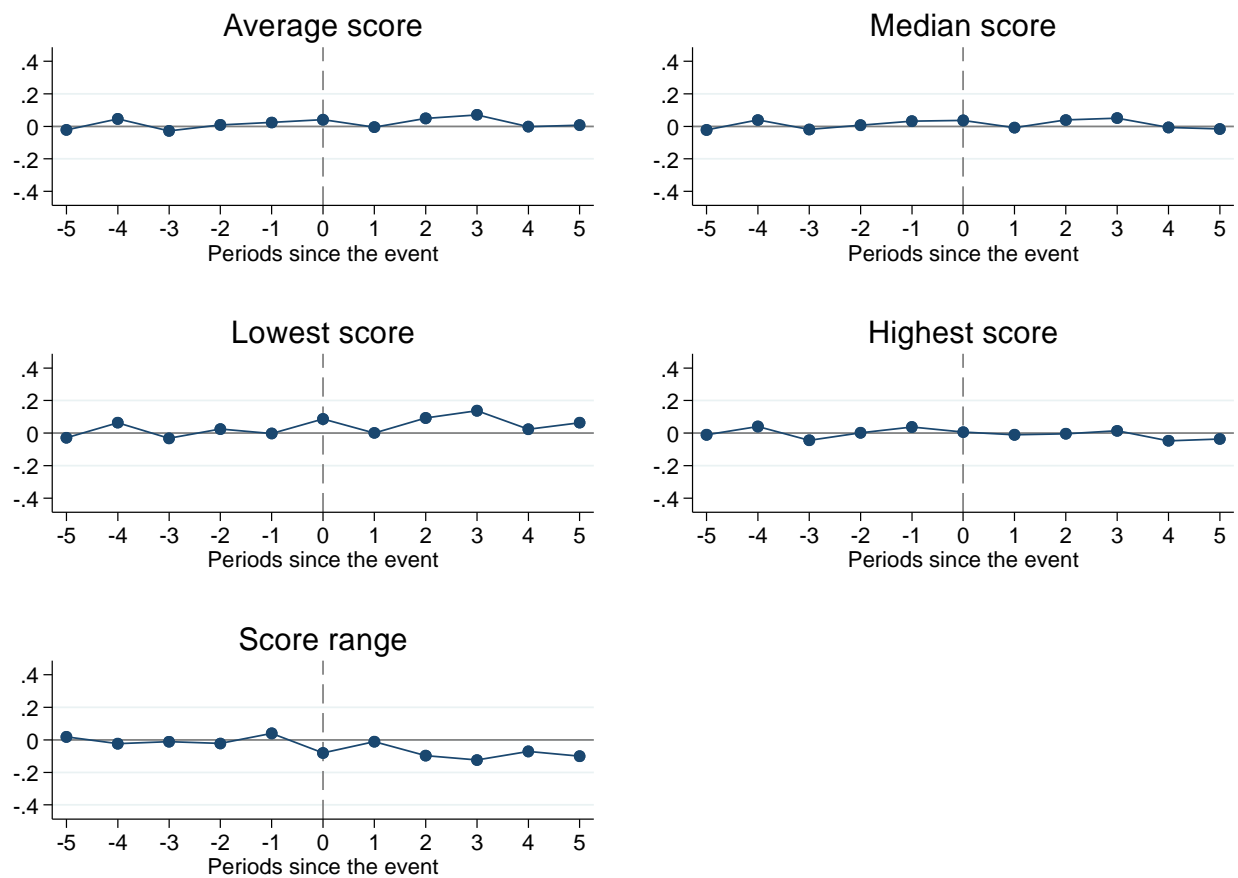 Average score
.4
.2
0
-.2
-.4
-5 -4 -3 -2 -1 0 1 2 3 4 5
Periods since the event
Median score
.4
.2
0
-.2
-.4
-5 -4 -3 -2 -1 0 1 2 3 4 5
Periods since the event
Lowest score
.4
.2
0
-.2
-.4
-5 -4 -3 -2 -1 0 1 2 3 4 5
Periods since the event
Highest score
.4
.2
0
-.2
-.4
-5 -4 -3 -2 -1 0 1 2 3 4 5
Periods since the event
Score range
.4
.2
0
-.2
-.4
-5 -4 -3 -2 -1 0 1 2 3 4 5
Periods since the event